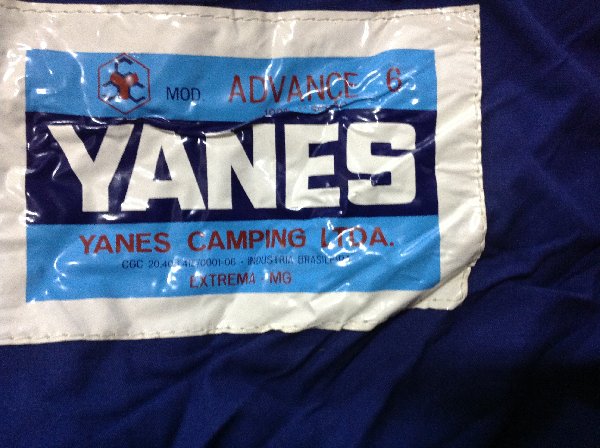 MOD ADVANCE 6
YANES
YANES CAMPING LTDA.
INDUSTRIA BRASILEIRA
EXTREMA MG